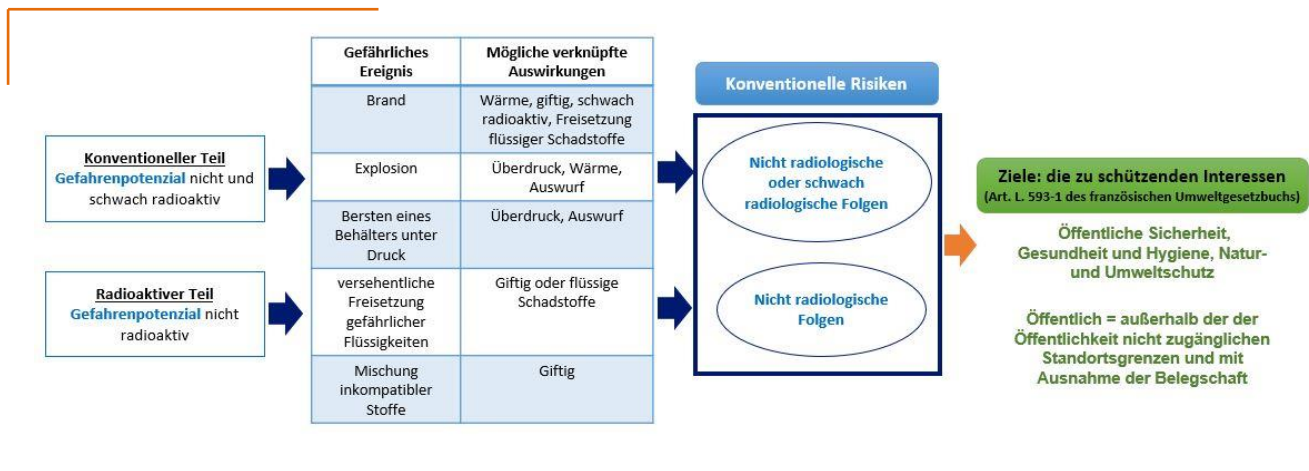 Konventioneller Teil
Gefahrenpotenzial nicht und
schwach radioaktiv
Radioaktiver Teil
Gefahrenpotenzial nicht
radioaktiv
Gefährliches
Ereignis
Mögliche verknüpfte
Auswirkungen
Brand
Wärme, giftig, schwach
radioaktiv, Freisetzung
flüssiger Schadstoffe
Explosion
Überdruck, Wärme,
Auswurf
Bersten eines
Behälters unter
Druck
Überdruck, Auswurf
versehentliche
Freisetzung
gefährlicher
Flüssigkeiten
Giftig oder flüssige
Schadstoffe
Mischung
inkompatibler
Stoffe
Giftig
Konventionelle Risiken
Nicht radiologische
oder schwach
radiologische Folgen
Nicht radiologische
Folgen
Ziele: die zu schützenden Interessen
(Art. L. 593-1 des französischen Umweltgesetzbuchs)
Öffentliche Sicherheit,
Gesundheit und Hygiene, Natur-
und Umweltschutz
Öffentlich = außerhalb der der
Öffentlichkeit nicht zugänglichen
Standortsgrenzen und mit
Ausnahme der Belegschaft